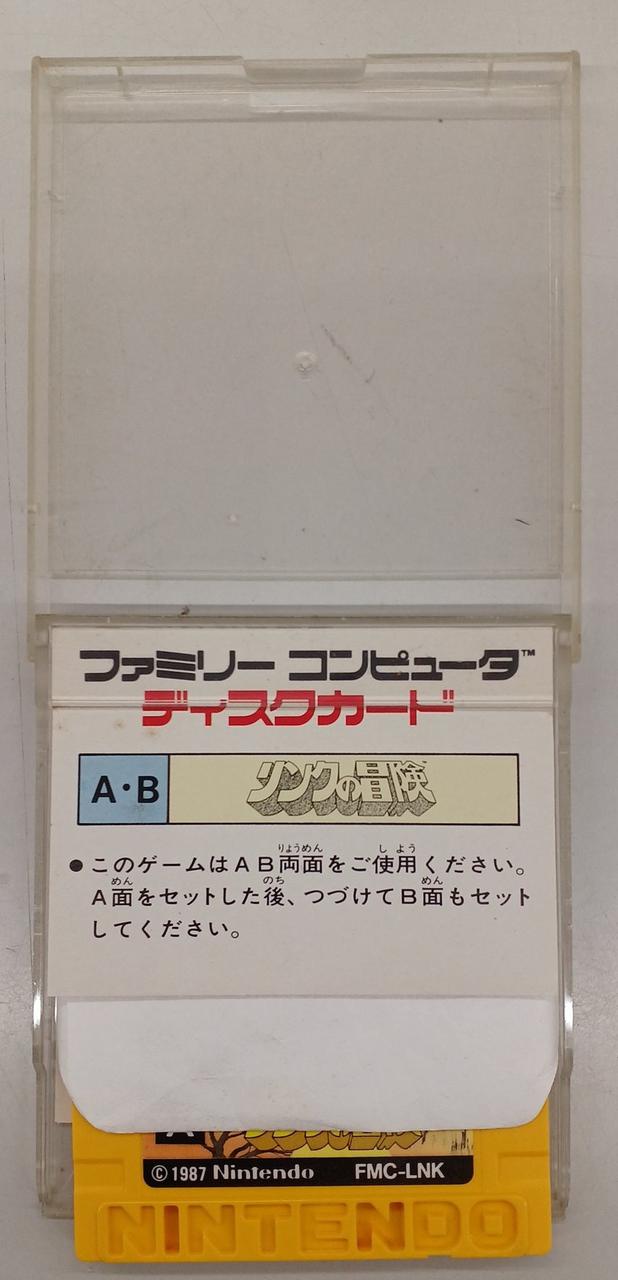 ファミリー コンピュータ™
ディスクカード
A・B リンクの冒険
●このゲームはＡＢ両面をご使用ください。
Ａ面をセットした後、つづけてＢ面もセット
してください。
©1987 Nintendo FMC-LNK
NINTENDO